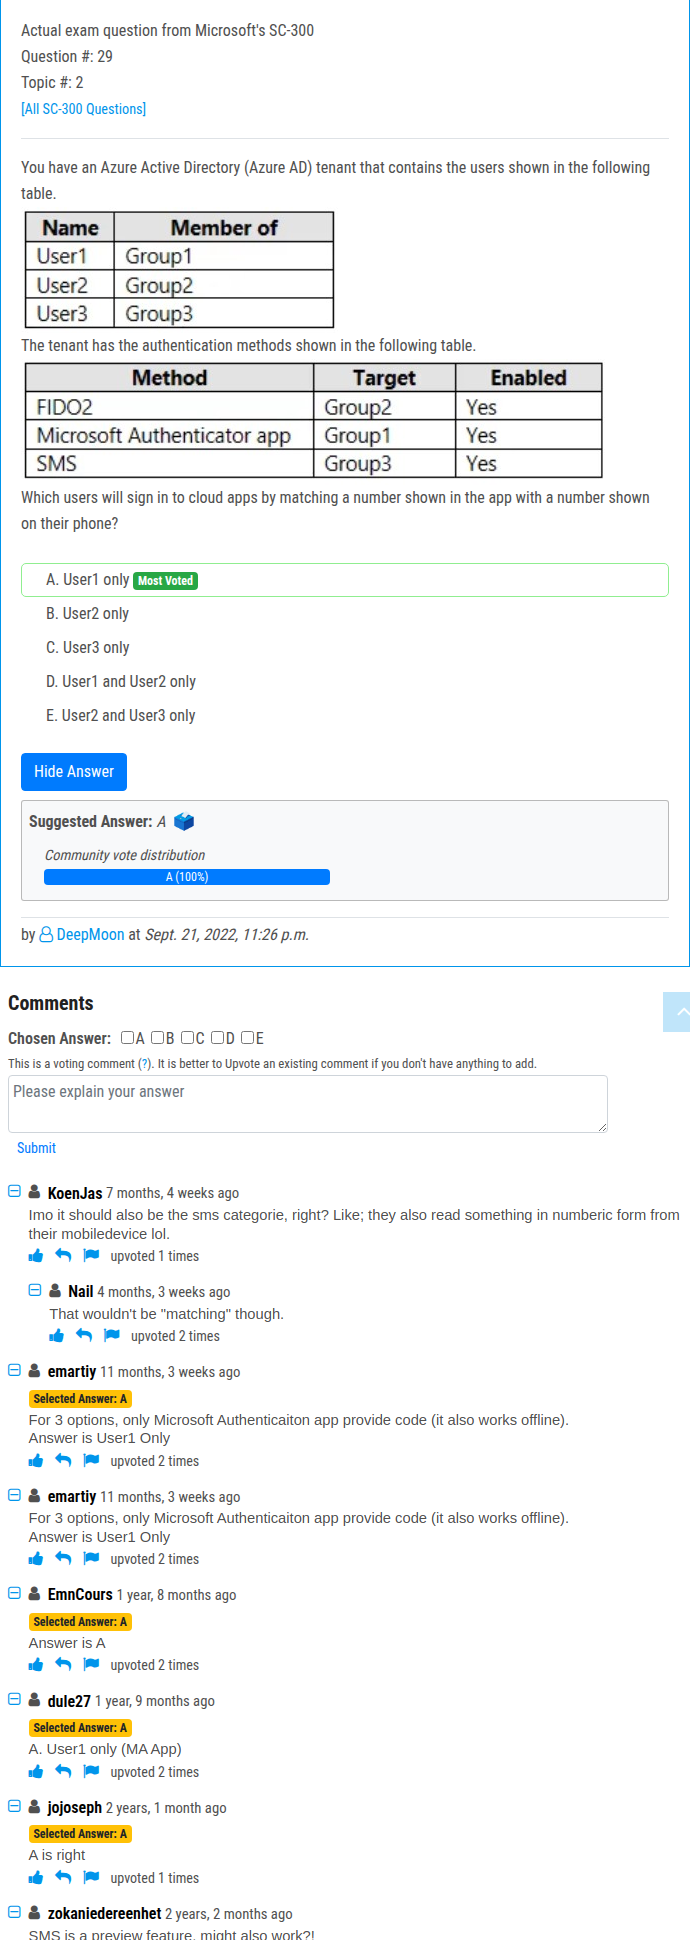 Actual exam question from Microsoft's SC-300
Question #: 29
Topic #: 2
[All SC-300 Questions]
You have an Azure Active Directory (Azure AD) tenant that contains the users shown in the following
table.
Name Member of
User1 Group1
User2 Group2
User3 Group3
The tenant has the authentication methods shown in the following table.
Method Target Enabled
FIDO2 Group2 Yes
Microsoft Authenticator app Group1 Yes
SMS Group3 Yes
Which users will sign in to cloud apps by matching a number shown in the app with a number shown
on their phone?
A. User1 only Most Voted
B. User2 only
C. User3 only
D. User1 and User2 only
E. User2 and User3 only
Hide Answer
Suggested Answer: A
Community vote distribution
A (100%)
by DeepMoon at Sept. 21, 2022, 11:26 p.m.
Comments
Chosen Answer: A B C D E
This is a voting comment (?). It is better to Upvote an existing comment if you don't have anything to add.
Please explain your answer
Submit
KoenJas 7 months, 4 weeks ago
Imo it should also be the sms categorie, right? Like; they also read something in numberic form from
their mobiledevice lol.
upvoted 1 times
Nail 4 months, 3 weeks ago
That wouldn't be "matching" though.
upvoted 2 times
emartiy 11 months, 3 weeks ago
Selected Answer: A
For 3 options, only Microsoft Authenticaiton app provide code (it also works offline).
Answer is User1 Only
upvoted 2 times
emartiy 11 months, 3 weeks ago
For 3 options, only Microsoft Authenticaiton app provide code (it also works offline).
Answer is User1 Only
upvoted 2 times
EmnCours 1 year, 8 months ago
Selected Answer: A
Answer is A
upvoted 2 times
dule27 1 year, 9 months ago
Selected Answer: A
A. User1 only (MA App)
upvoted 2 times
jojoseph 2 years, 1 month ago
Selected Answer: A
A is right
upvoted 1 times
zokaniedereenhet 2 years, 2 months ago
SMS is a preview feature, might also work?!